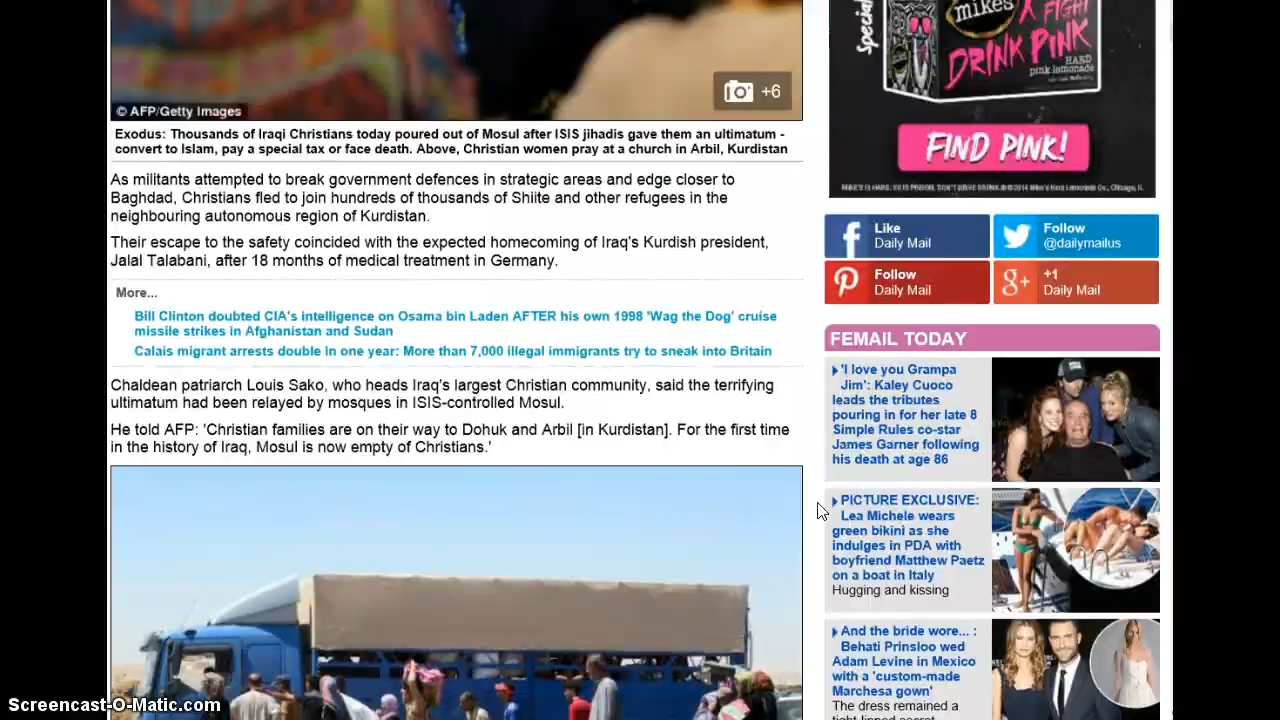 © AFP/Getty Images
+6
Exodus: Thousands of Iraqi Christians today poured out of Mosul after ISIS jihadis gave them an ultimatum -
convert to Islam, pay a special tax or face death. Above, Christian women pray at a church in Arbil, Kurdistan
As militants attempted to break government defences in strategic areas and edge closer to
Baghdad, Christians fled to join hundreds of thousands of Shiite and other refugees in the
neighbouring autonomous region of Kurdistan.
Their escape to the safety coincided with the expected homecoming of Iraq's Kurdish president,
Jalal Talabani, after 18 months of medical treatment in Germany.
More...
Bill Clinton doubted CIA's intelligence on Osama bin Laden AFTER his own 1998 'Wag the Dog' cruise
missile strikes in Afghanistan and Sudan
Calais migrant arrests double in one year: More than 7,000 illegal immigrants try to sneak into Britain
Chaldean patriarch Louis Sako, who heads Iraq's largest Christian community, said the terrifying
ultimatum had been relayed by mosques in ISIS-controlled Mosul.
He told AFP: 'Christian families are on their way to Dohuk and Arbil [in Kurdistan]. For the first time
in the history of Iraq, Mosul is now empty of Christians.'
Special
mikes
X FIGHT
DRINK PINK
HARD
pink lemonade
FIND PINK!
Like
Daily Mail
Follow
@dailymailus
Follow
Daily Mail
+1
Daily Mail
FEMAIL TODAY
'I love you Grampa
Jim': Kaley Cuoco
leads the tributes
pouring in for her late 8
Simple Rules co-star
James Garner following
his death at age 86
PICTURE EXCLUSIVE:
Lea Michele wears
green bikini as she
indulges in PDA with
boyfriend Matthew Paetz
on a boat in Italy
Hugging and kissing
And the bride wore... :
Behati Prinsloo wed
Adam Levine in Mexico
with a 'custom-made
Marchesa gown'
The dress remained a
tight-lipped secret
Screencast-O-Matic.com